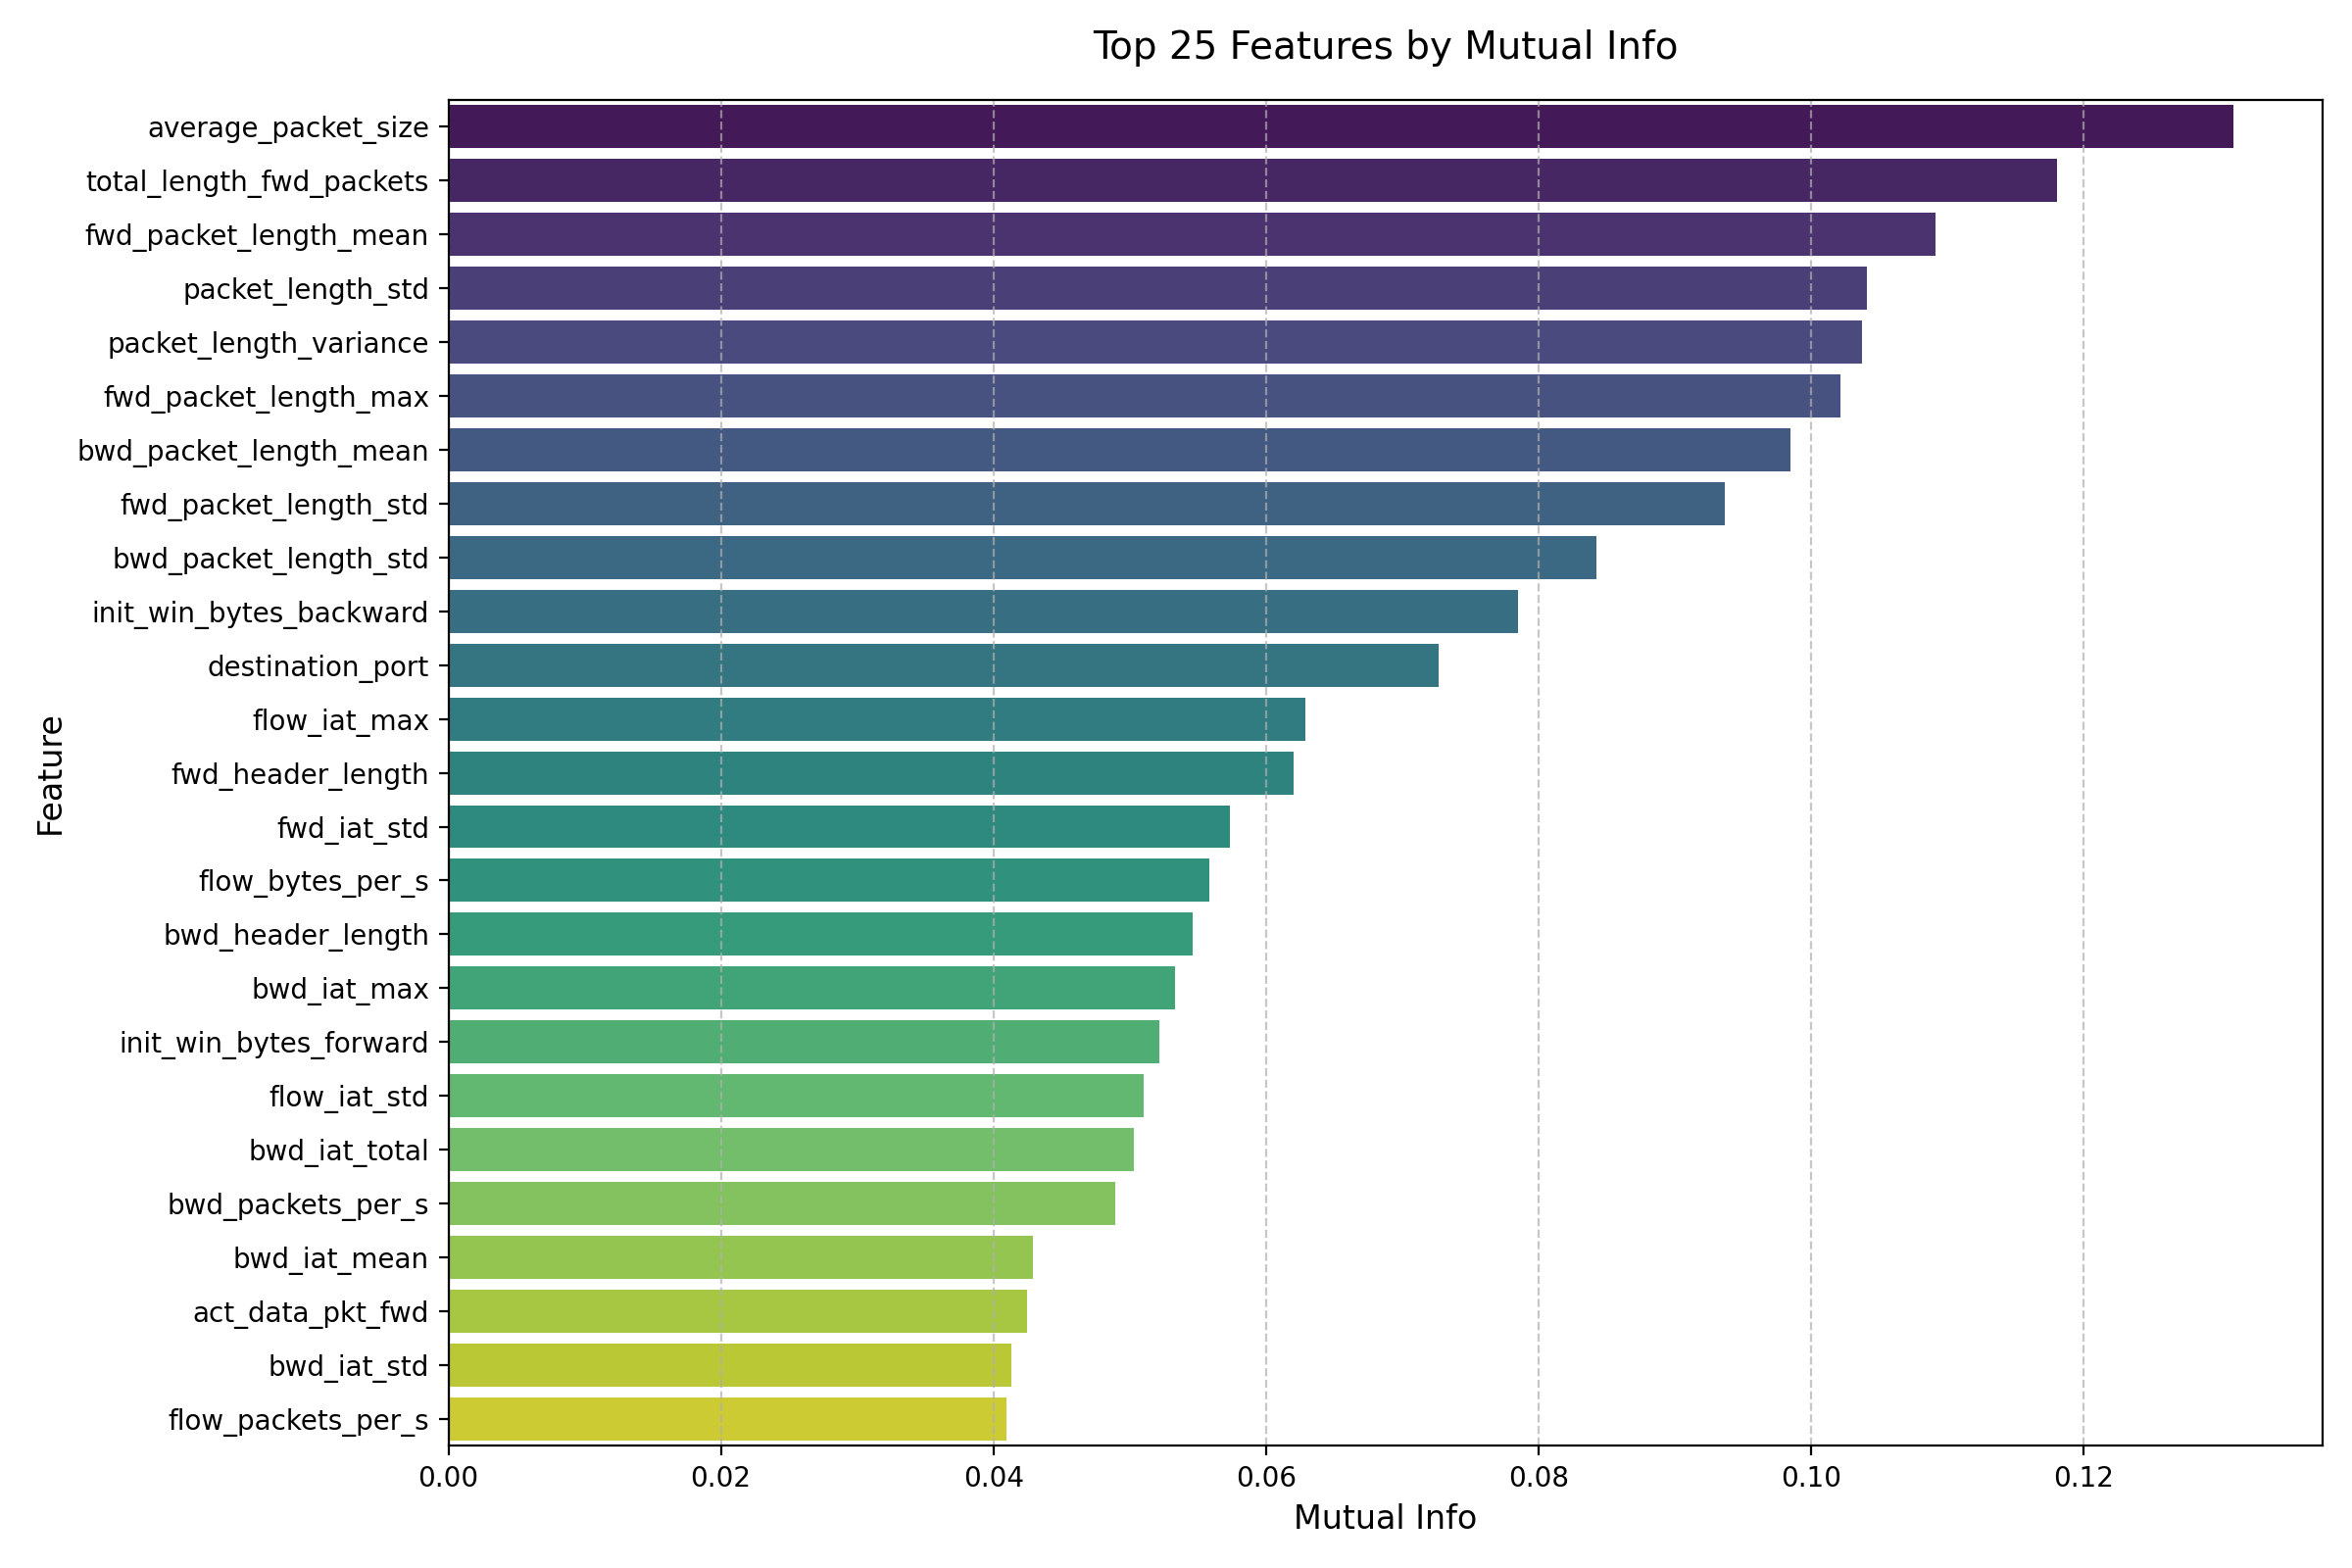 Top 25 Features by Mutual Info
average_packet_size
total_length_fwd_packets
fwd_packet_length_mean
packet_length_std
packet_length_variance
fwd_packet_length_max
bwd_packet_length_mean
fwd_packet_length_std
bwd_packet_length_std
init_win_bytes_backward
destination_port
flow_iat_max
fwd_header_length
fwd_iat_std
flow_bytes_per_s
bwd_header_length
bwd_iat_max
init_win_bytes_forward
flow_iat_std
bwd_iat_total
bwd_packets_per_s
bwd_iat_mean
act_data_pkt_fwd
bwd_iat_std
flow_packets_per_s
Feature
0.00 0.02 0.04 0.06 0.08 0.10 0.12
Mutual Info